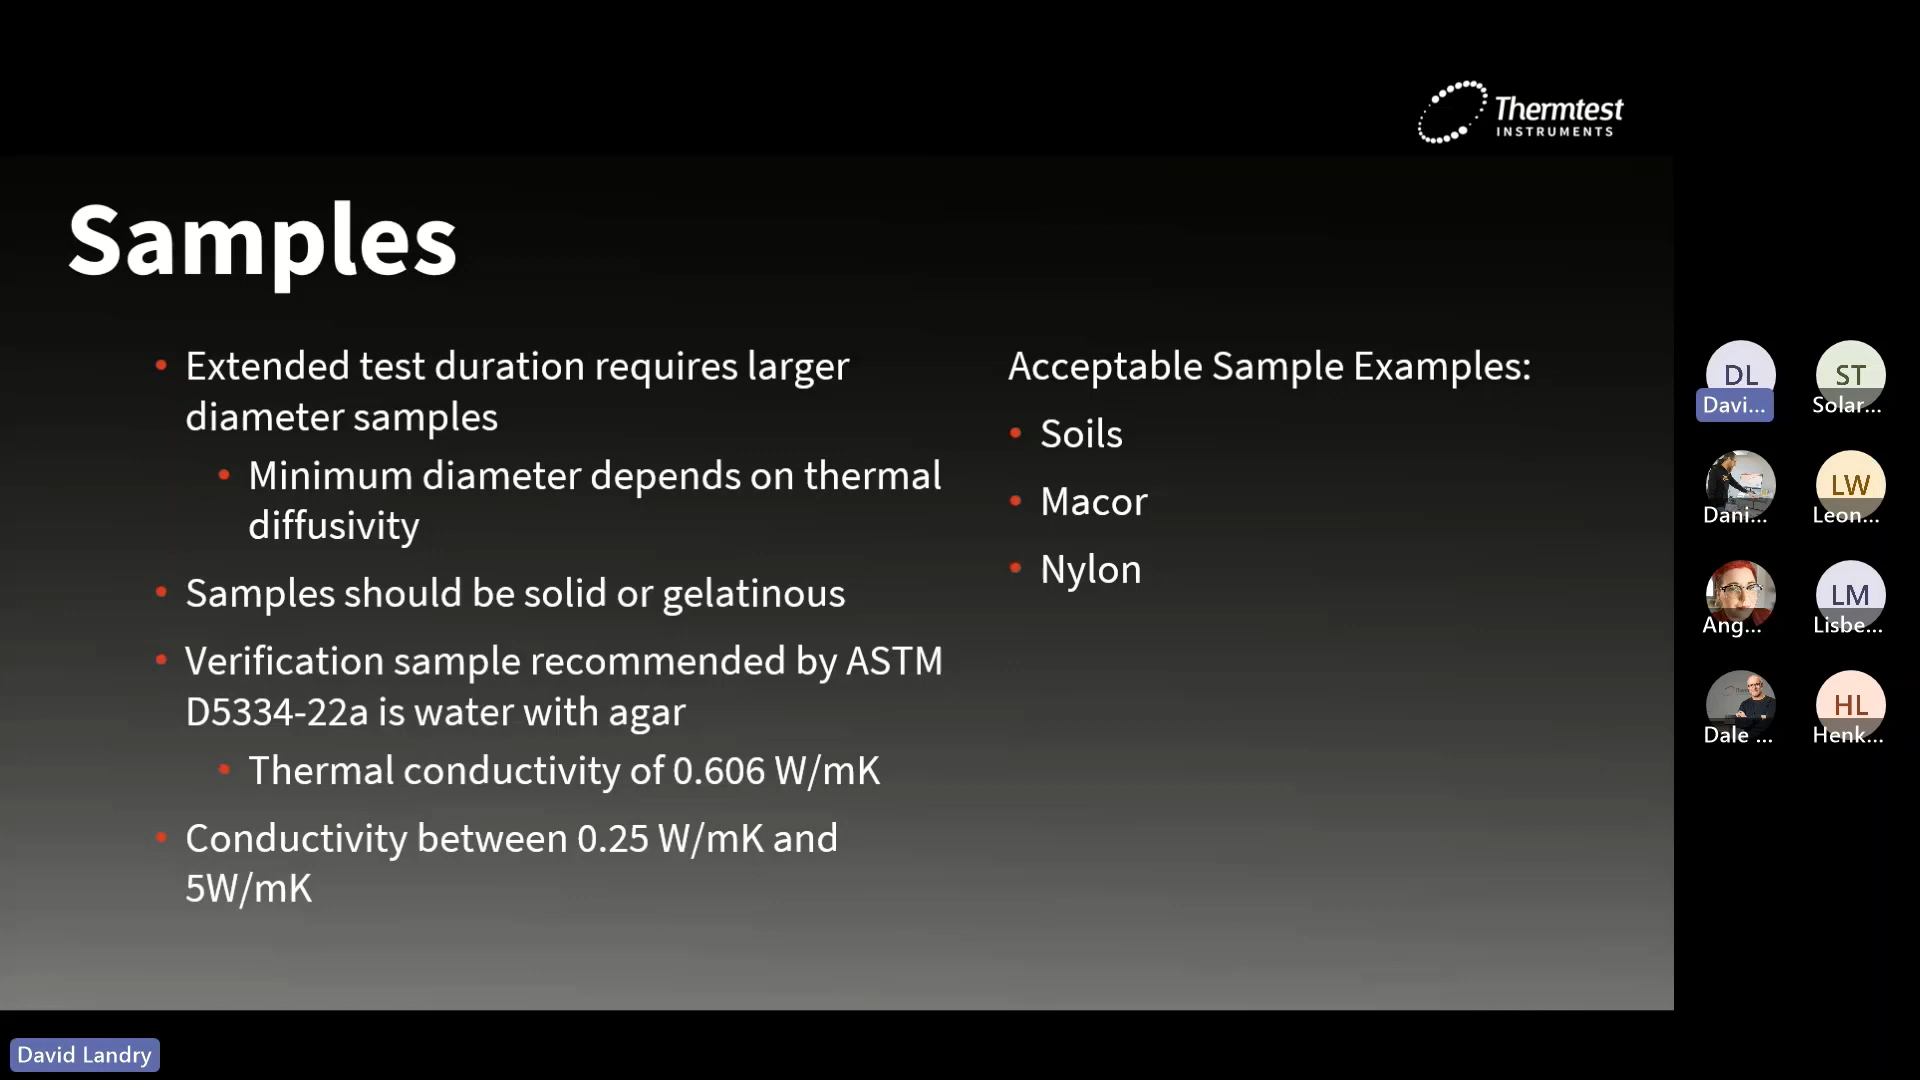 Thermtest
INSTRUMENTS
Samples
• Extended test duration requires larger
diameter samples
• Minimum diameter depends on thermal
diffusivity
• Samples should be solid or gelatinous
• Verification sample recommended by ASTM
D5334-22a is water with agar
• Thermal conductivity of 0.606 W/mK
• Conductivity between 0.25 W/mK and
5W/mK
Acceptable Sample Examples:
• Soils
• Macor
• Nylon
DL
Davi...
ST
Solar...
Dani...
LW
Leon...
Ang...
LM
Lisbe...
Dale ...
HL
Henk...
David Landry